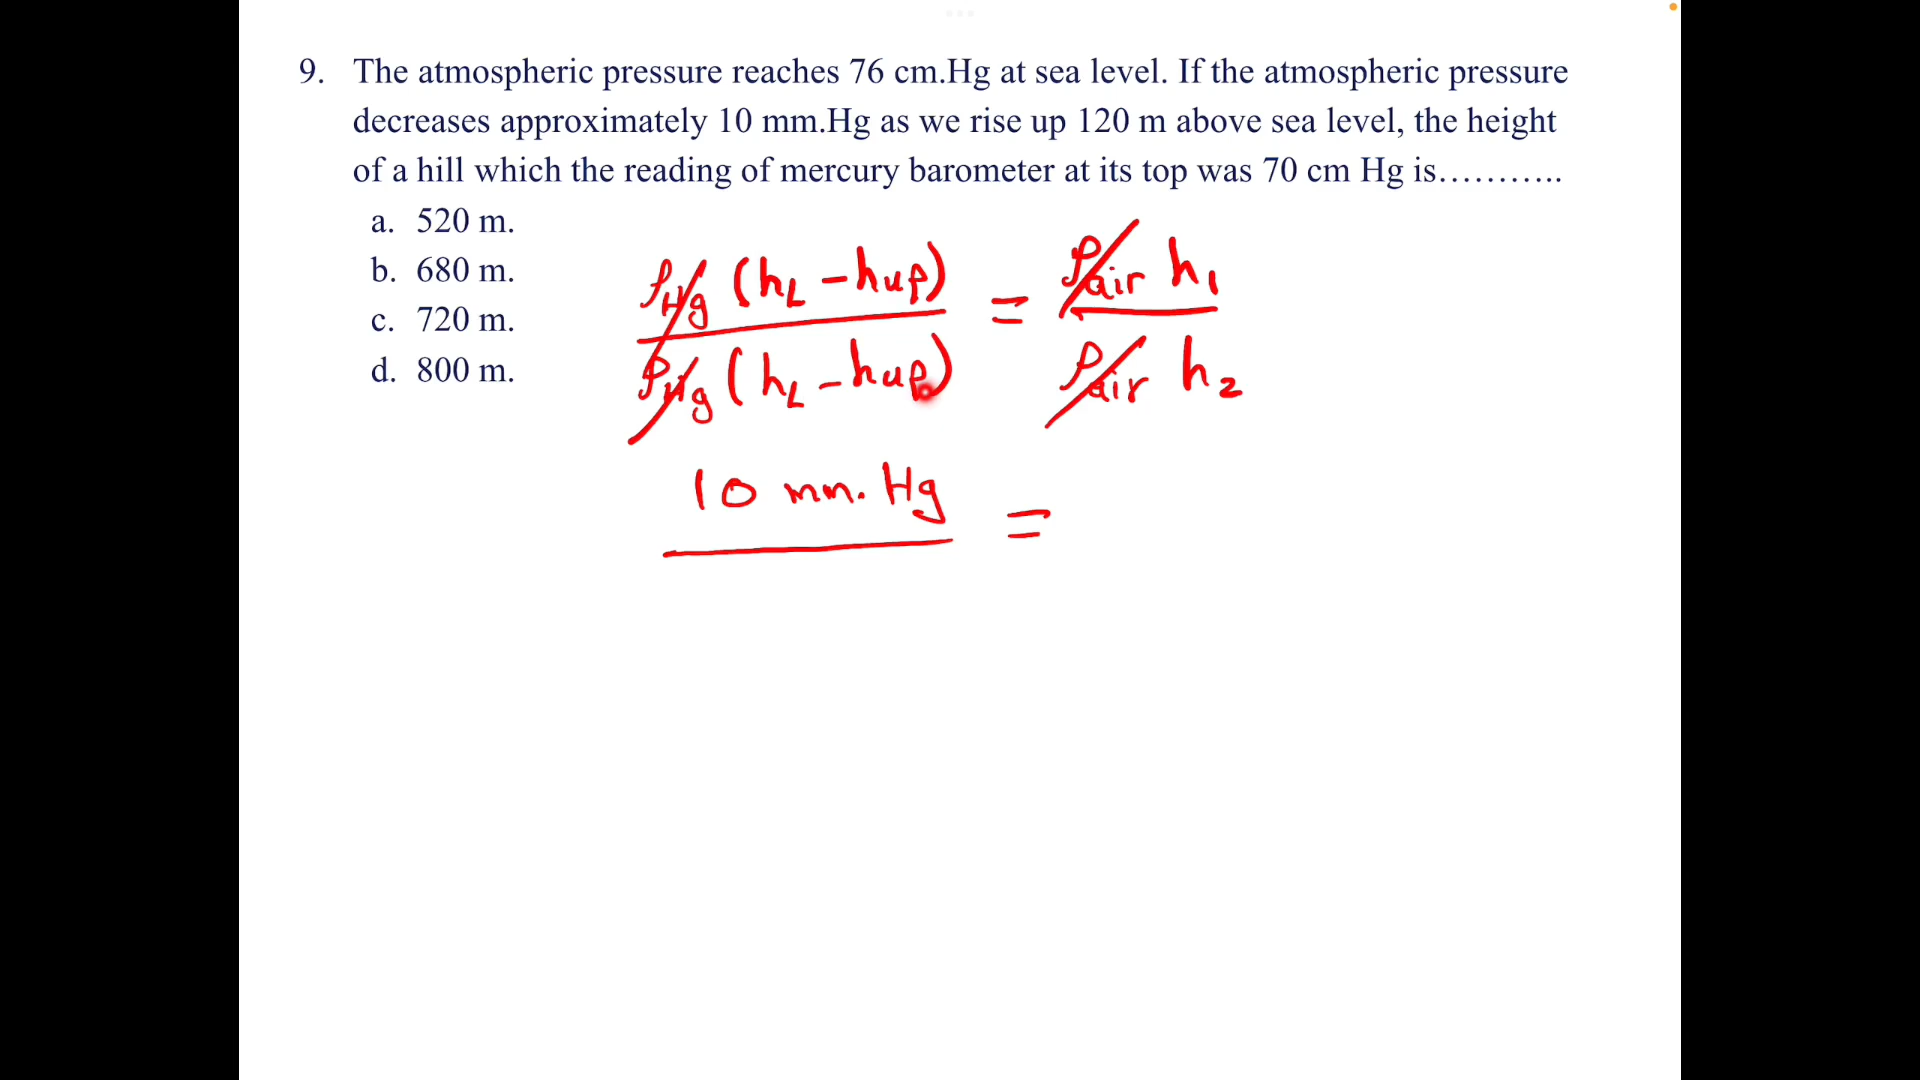 9. The atmospheric pressure reaches 76 cm.Hg at sea level. If the atmospheric pressure
decreases approximately 10 mm.Hg as we rise up 120 m above sea level, the height
of a hill which the reading of mercury barometer at its top was 70 cm Hg is...........
a. 520 m.
b. 680 m.
c. 720 m.
d. 800 m.
ρHg (hL - hup) = ρair h1
ρHg (hL - hup) ρair h2
10 mm. Hg =